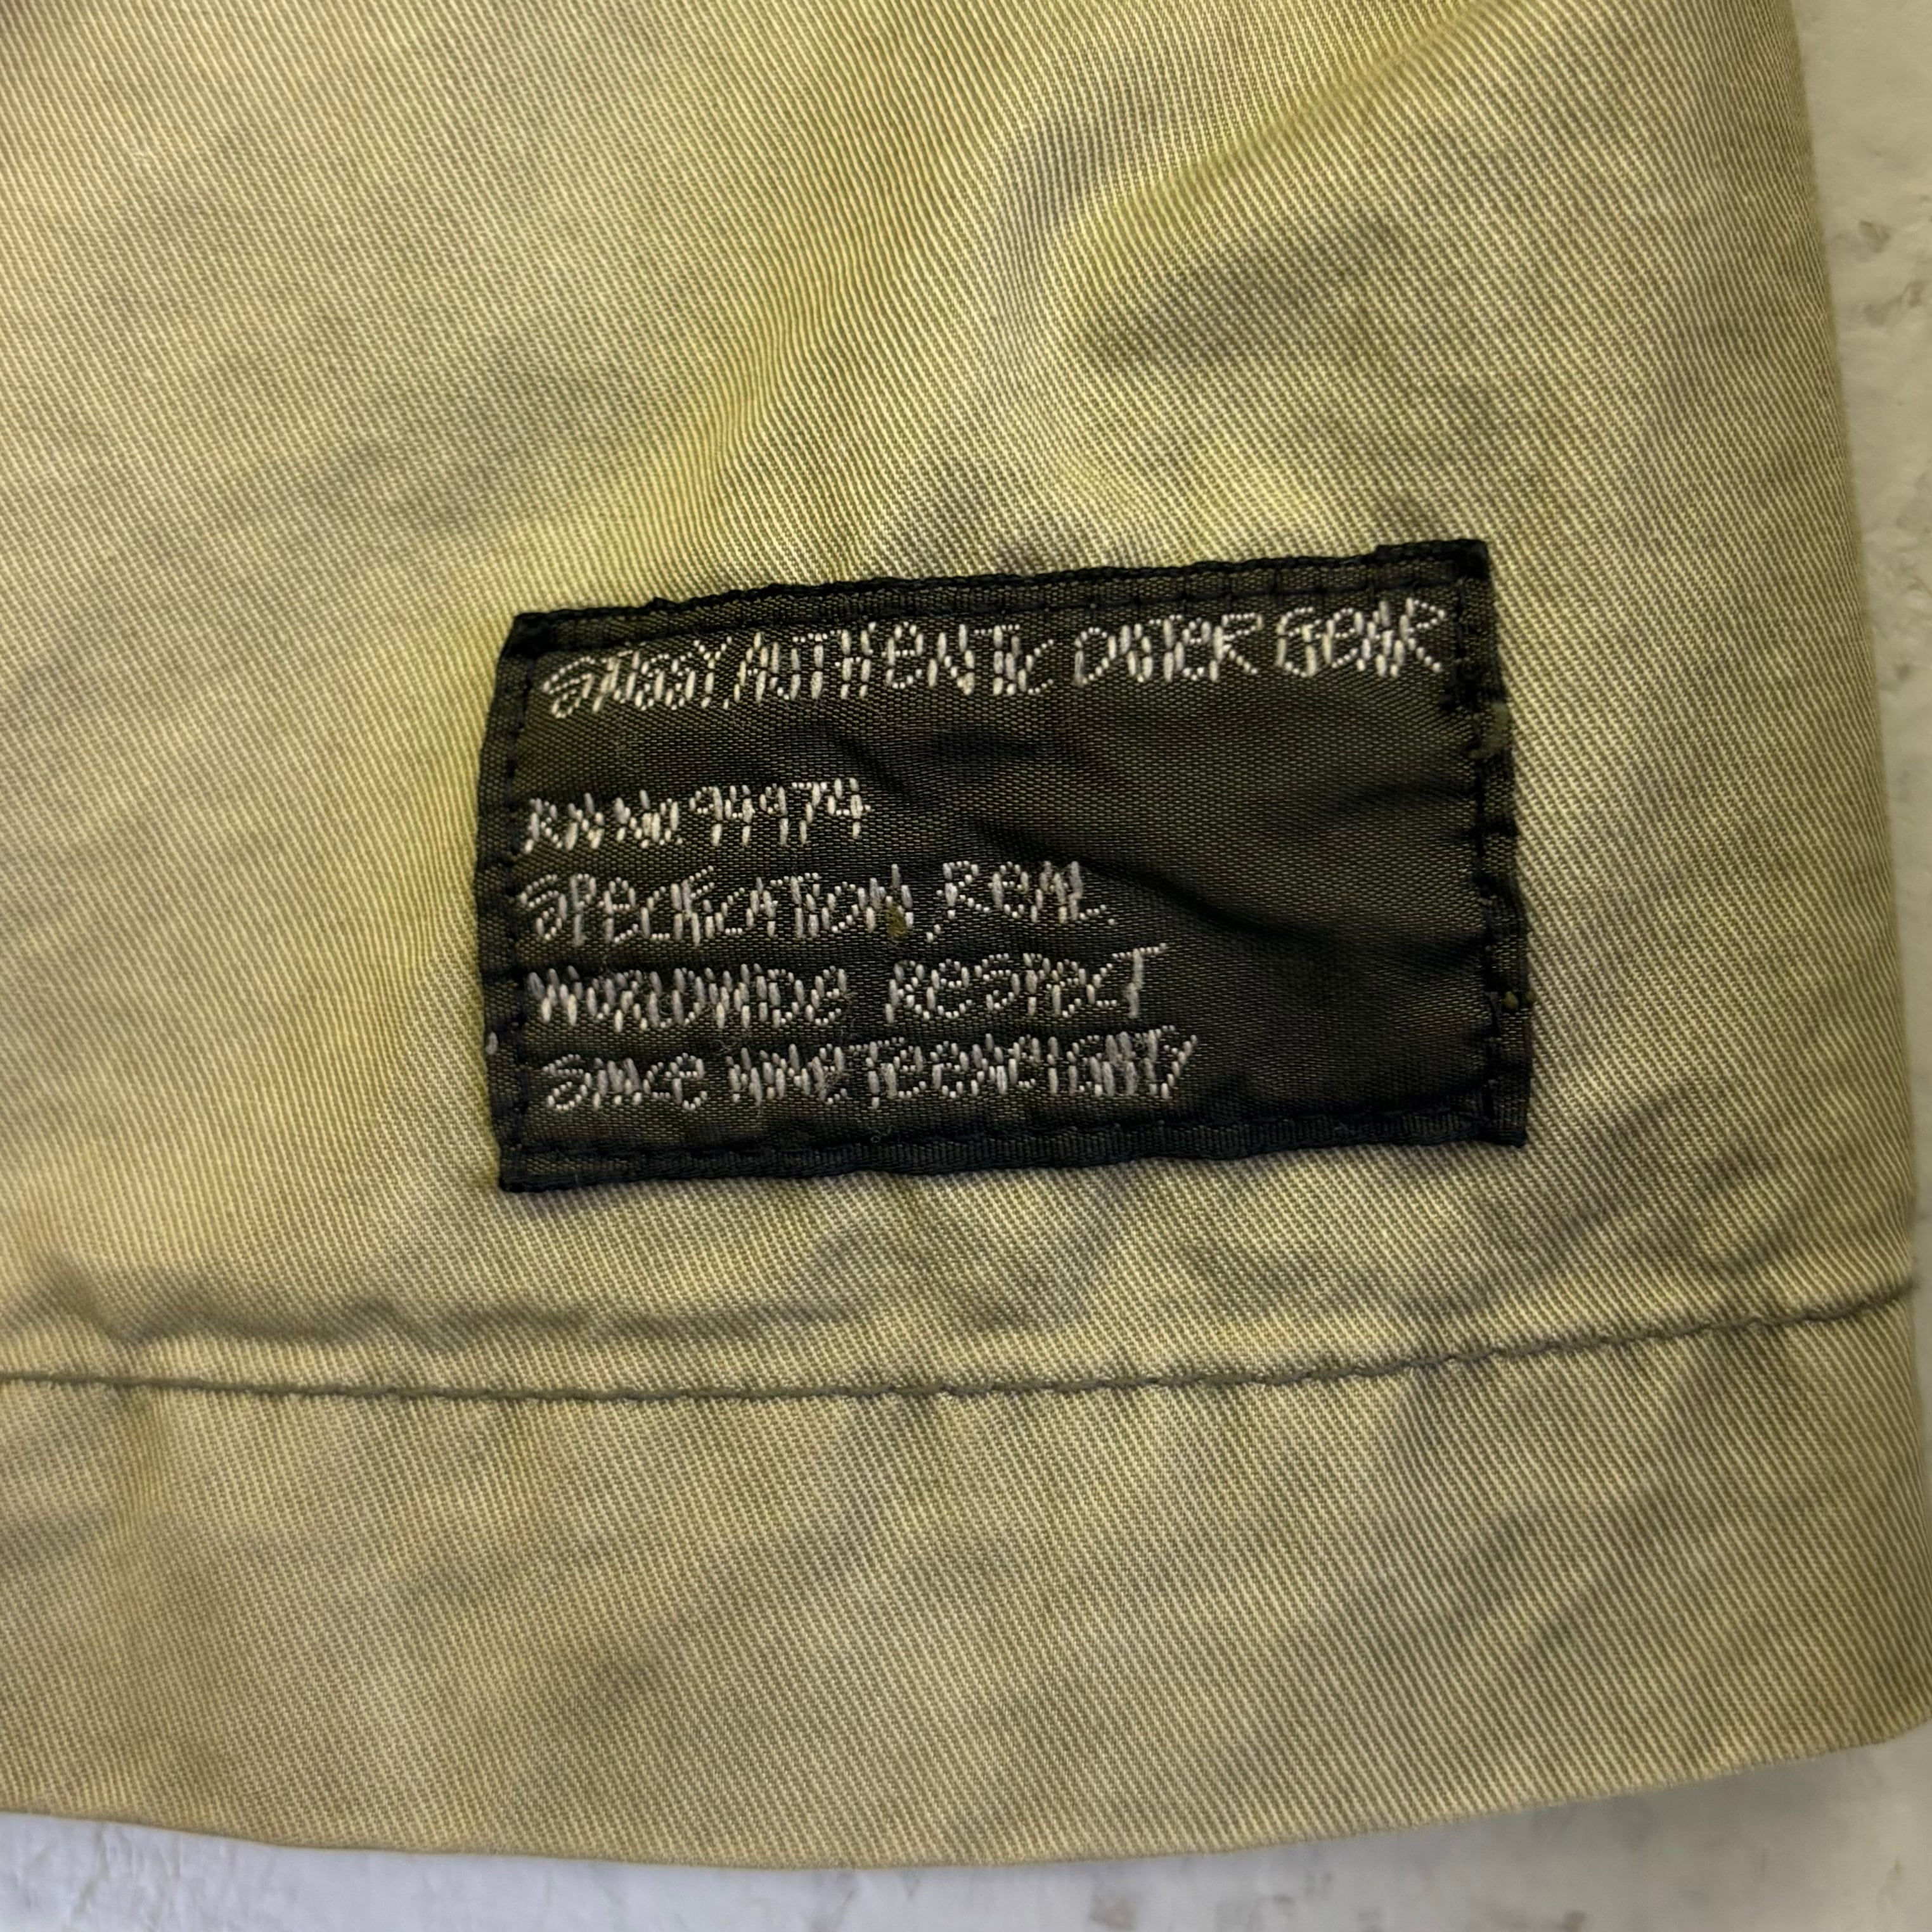 STUSSY, AUTHENTIC OUTER GEAR
RN No. 94974
SPECIFICATION, REAL.
WORLDWIDE RESPECT
SINCE NINETEENEIGHTY